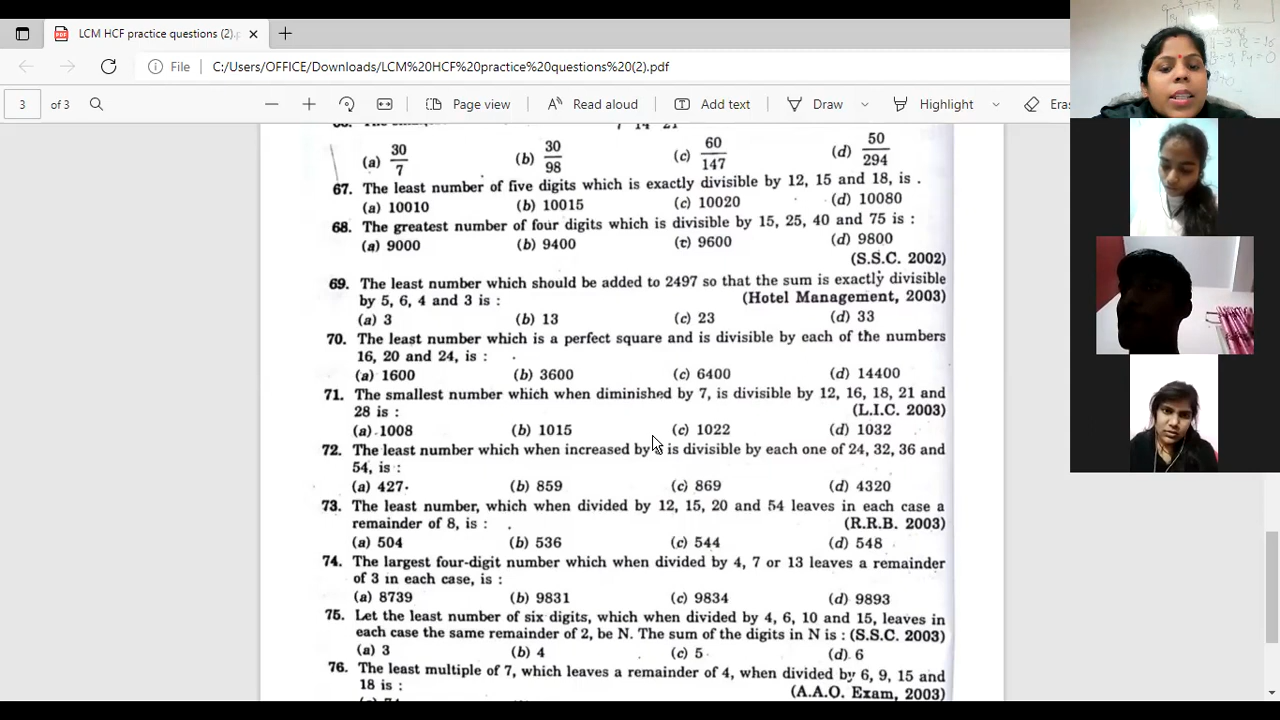 LCM HCF practice questions (2).p
File C:/Users/OFFICE/Downloads/LCM%20HCF%20practice%20questions%20(2).pdf
3 of 3 Page view Read aloud Add text Draw Highlight Eras
(a) 30/7 (b) 30/98 (c) 60/147 (d) 50/294
67. The least number of five digits which is exactly divisible by 12, 15 and 18, is .
(a) 10010 (b) 10015 (c) 10020 (d) 10080
68. The greatest number of four digits which is divisible by 15, 25, 40 and 75 is :
(a) 9000 (b) 9400 (c) 9600 (d) 9800
(S.S.C. 2002)
69. The least number which should be added to 2497 so that the sum is exactly divisible
by 5, 6, 4 and 3 is : (Hotel Management, 2003)
(a) 3 (b) 13 (c) 23 (d) 33
70. The least number which is a perfect square and is divisible by each of the numbers
16, 20 and 24, is :
(a) 1600 (b) 3600 (c) 6400 (d) 14400
71. The smallest number which when diminished by 7, is divisible by 12, 16, 18, 21 and
28 is : (L.I.C. 2003)
(a) 1008 (b) 1015 (c) 1022 (d) 1032
72. The least number which when increased by is divisible by each one of 24, 32, 36 and
54, is :
(a) 427 (b) 859 (c) 869 (d) 4320
73. The least number, which when divided by 12, 15, 20 and 54 leaves in each case a
remainder of 8, is : (R.R.B. 2003)
(a) 504 (b) 536 (c) 544 (d) 548
74. The largest four-digit number which when divided by 4, 7 or 13 leaves a remainder
of 3 in each case, is :
(a) 8739 (b) 9831 (c) 9834 (d) 9893
75. Let the least number of six digits, which when divided by 4, 6, 10 and 15, leaves in
each case the same remainder of 2, be N. The sum of the digits in N is : (S.S.C. 2003)
(a) 3 (b) 4 (c) 5 (d) 6
76. The least multiple of 7, which leaves a remainder of 4, when divided by 6, 9, 15 and
18 is : (A.A.O. Exam, 2003)